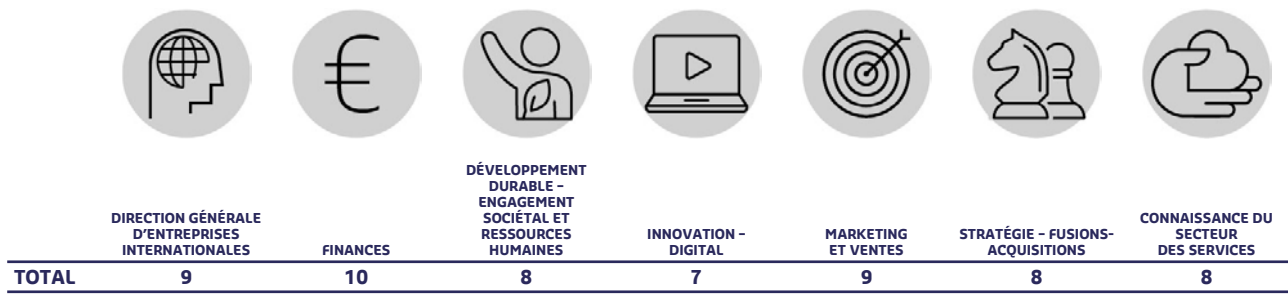 €
DIRECTION GÉNÉRALE
D'ENTREPRISES
INTERNATIONALES
FINANCES
DÉVELOPPEMENT
DURABLE –
ENGAGEMENT
SOCIÉTAL ET
RESSOURCES
HUMAINES
INNOVATION –
DIGITAL
MARKETING
ET VENTES
STRATÉGIE – FUSIONS-
ACQUISITIONS
CONNAISSANCE DU
SECTEUR
DES SERVICES
TOTAL 9 10 8 7 9 8 8